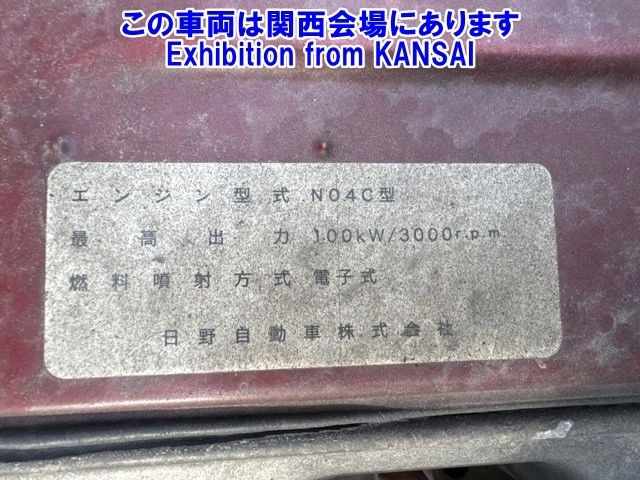 この車両は関西会場にあります
Exhibition from KANSAI
エンジン型式 N04C型
最高出力 100kW/3000r.p.m
燃料噴射方式 電子式
日野自動車株式会社